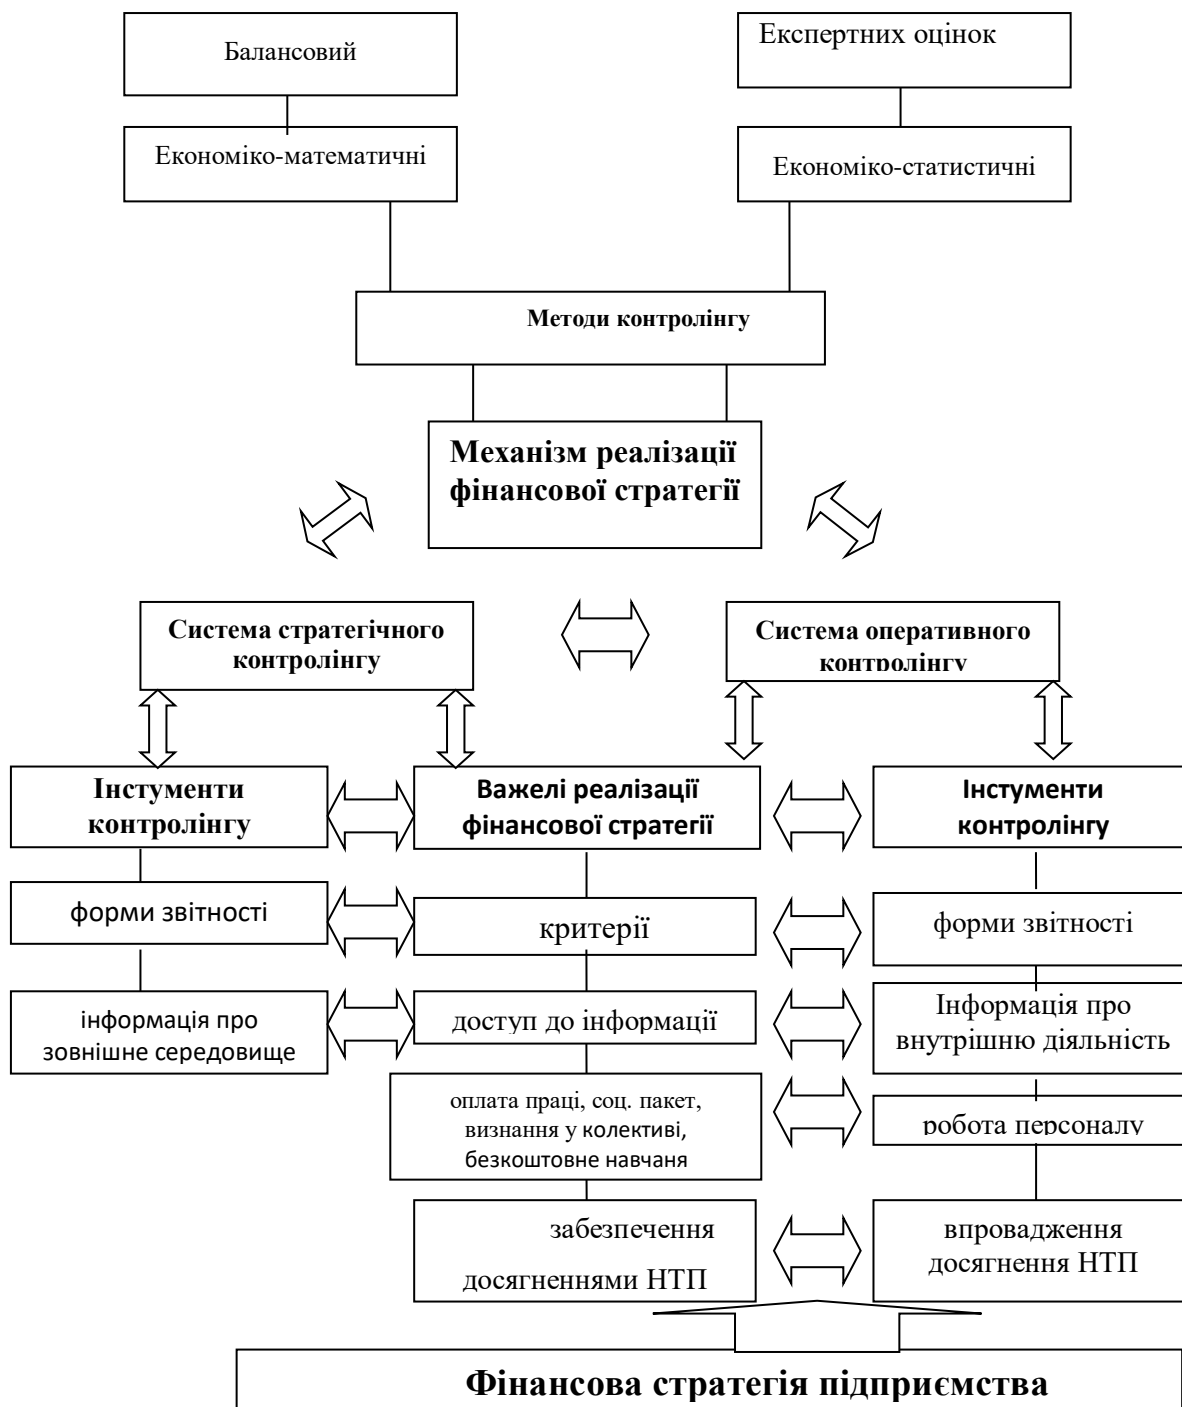 Балансовий
Експертних оцінок
Економіко-математичні
Економіко-статистичні
Методи контролінгу
Механізм реалізації
фінансової стратегії
Система стратегічного
контролінгу
Система оперативного
контролінгу
Інстументи
контролінгу
Важелі реалізації
фінансової стратегії
Інстументи
контролінгу
форми звітності
критерії
форми звітності
інформація про
зовнішне середовище
доступ до інформації
Інформація про
внутрішню діяльність
оплата праці, соц. пакет,
визнання у колективі,
безкоштовне навчаня
робота персоналу
забезпечення
досягненнями НТП
впровадження
досягнення НТП
Фінансова стратегія підприємства